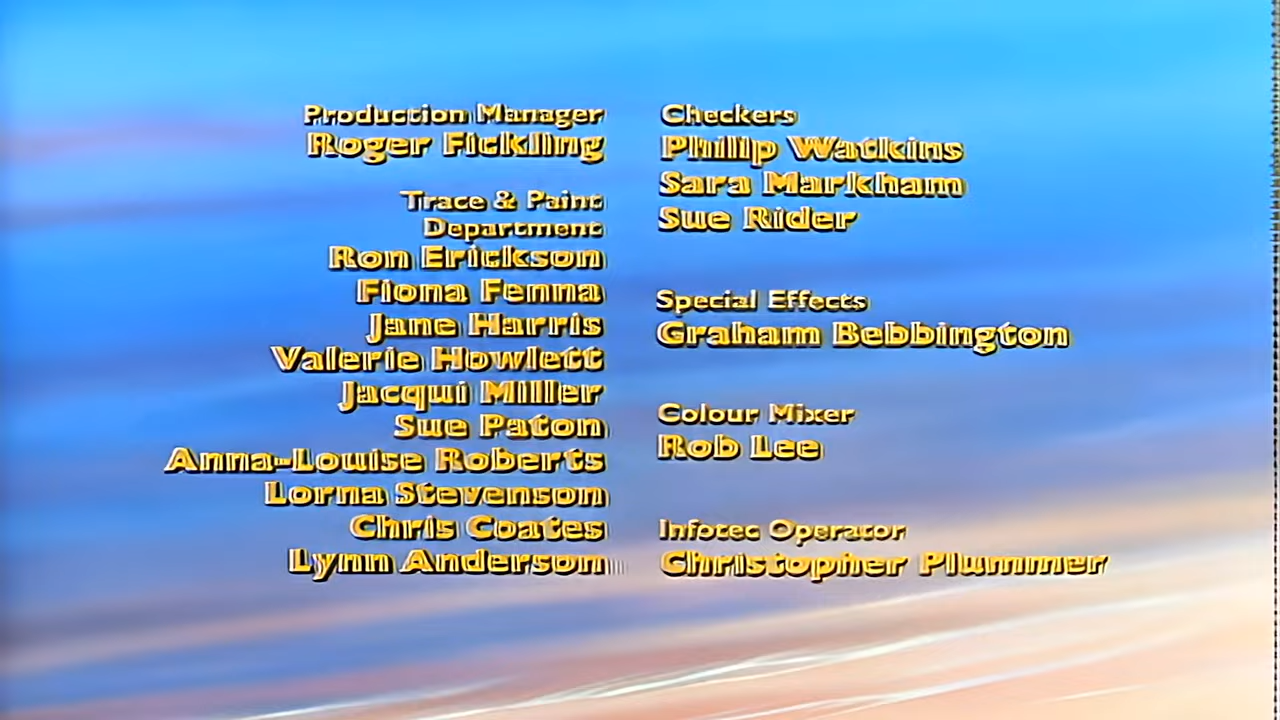 Production Manager
Roger Fickling
Trace & Paint
Department
Ron Erickson
Fiona Fenna
Jane Harris
Valerie Howlett
Jacqui Miller
Sue Paton
Anna-Louise Roberts
Lorna Stevenson
Chris Coates
Lynn Anderson
Checkers
Philip Watkins
Sara Markham
Sue Rider
Special Effects
Graham Bebbington
Colour Mixer
Rob Lee
Infotec Operator
Christopher Plummer